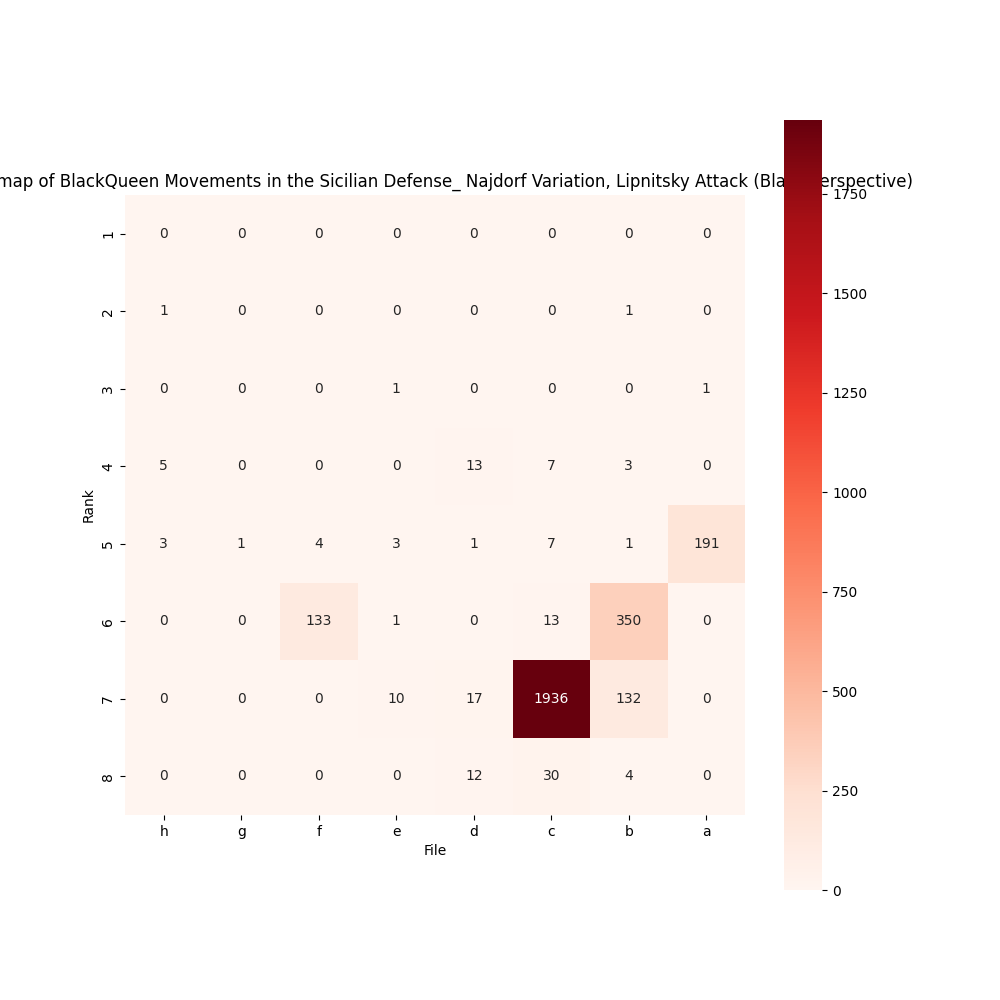 map of BlackQueen Movements in the Sicilian Defense_ Najdorf Variation, Lipnitsky Attack (Bla erspective)
1 0 0 0 0 0 0 0 0
2 1 0 0 0 0 0 1 0
3 0 0 0 1 0 0 0 1
4 5 0 0 0 13 7 3 0
5 3 1 4 3 1 7 1 191
6 0 0 133 1 0 13 350 0
7 0 0 0 10 17 1936 132 0
8 0 0 0 0 12 30 4 0
h g f e d c b a
File
Rank
1750
1500
1250
1000
750
500
250
0